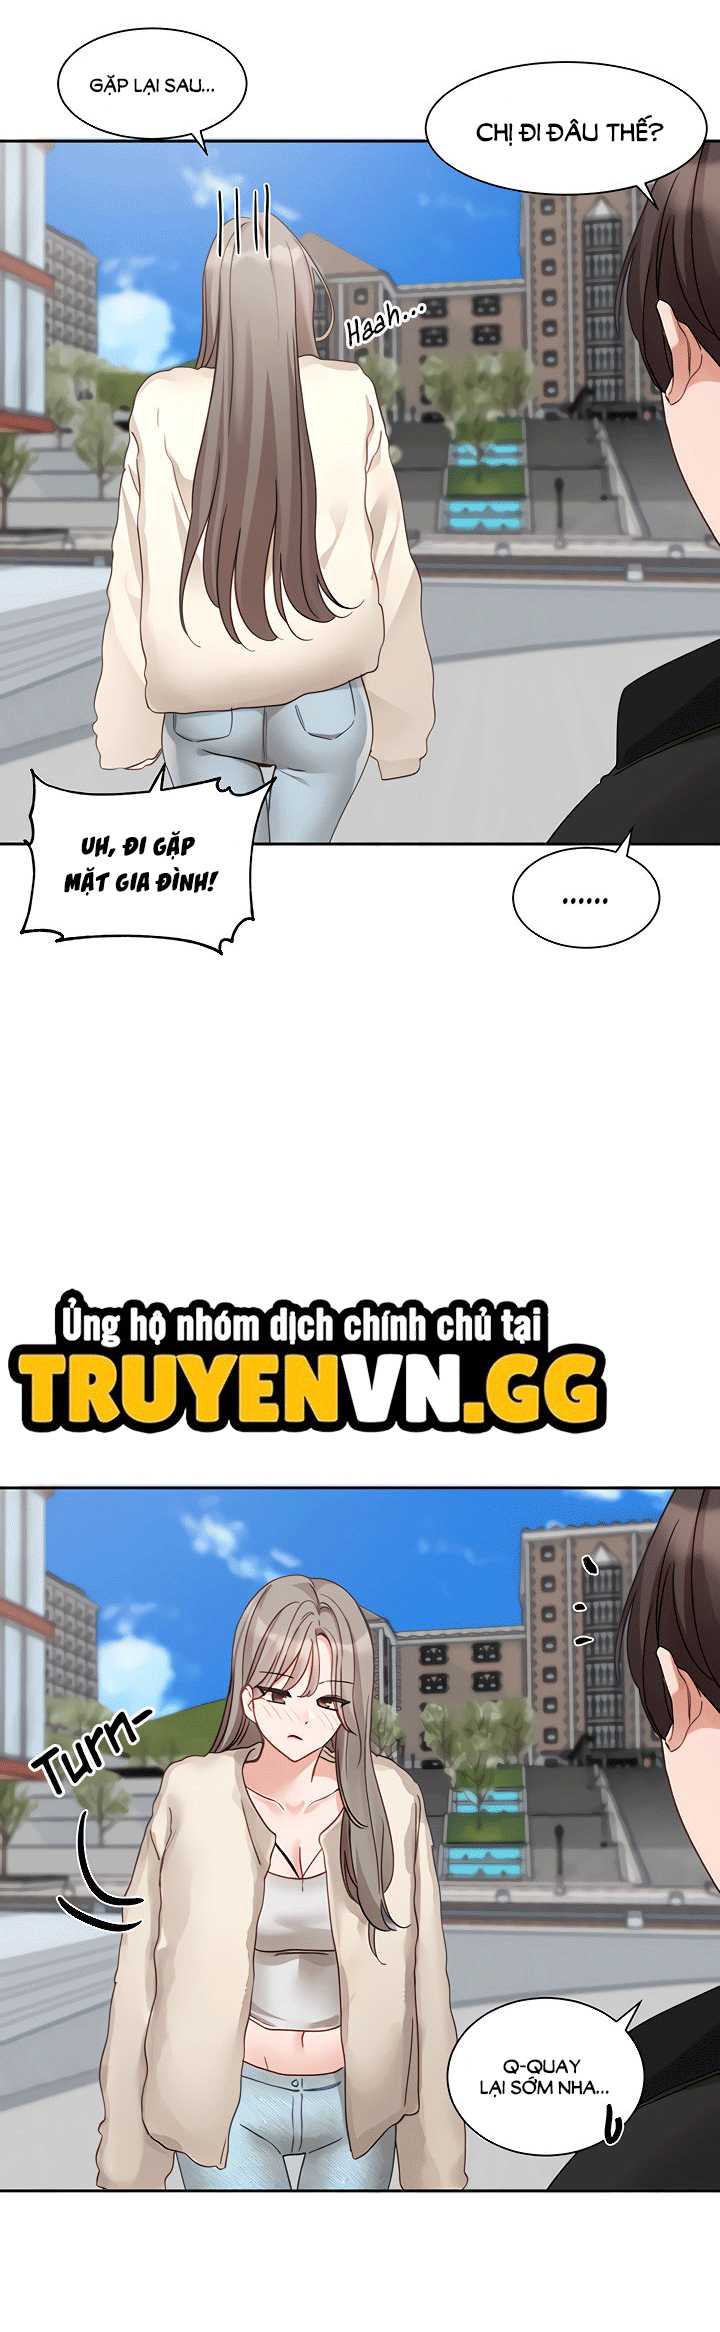 GẶP LẠI SAU...
CHỊ ĐI ĐÂU THẾ?
Haah...
UH, ĐI GẶP
MẶT GIA ĐÌNH!
......
Ủng hộ nhóm dịch chính chủ tại
TRUYENVN.GG
Turn-
Q-QUAY
LẠI SỚM NHA...